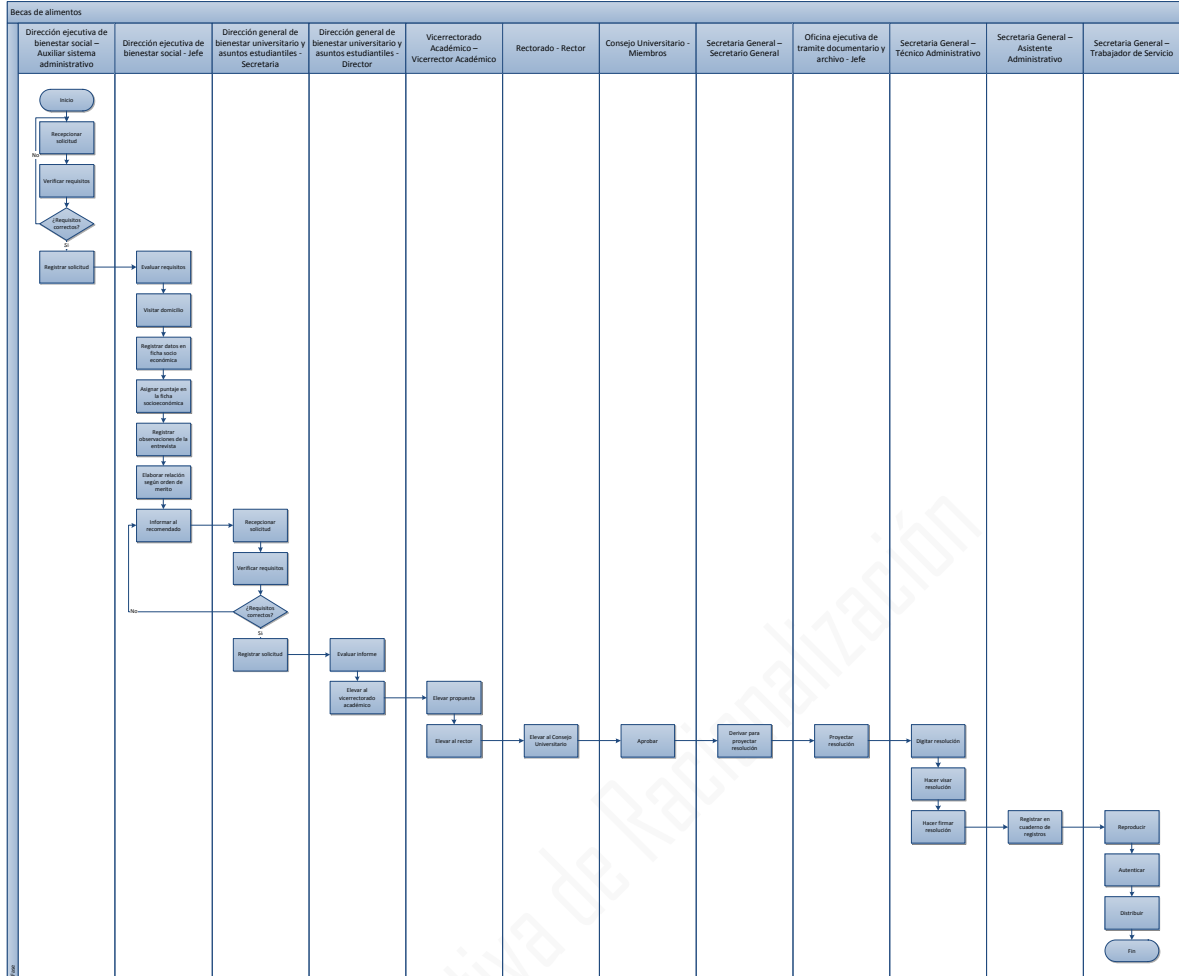 Becas de alimentos
Dirección ejecutiva de
bienestar social –
Auxiliar sistema
administrativo
Dirección ejecutiva de
bienestar social - Jefe
Dirección general de
bienestar universitario y
asuntos estudiantiles -
Secretaria
Dirección general de
bienestar universitario y
asuntos estudiantiles -
Director
Vicerrectorado
Académico –
Vicerrector Académico
Rectorado - Rector
Consejo Universitario -
Miembros
Secretaria General –
Secretario General
Oficina ejecutiva de
tramite documentario y
archivo - Jefe
Secretaria General –
Técnico Administrativo
Secretaria General –
Asistente
Administrativo
Secretaria General –
Trabajador de Servicio
Inicio
Recepcionar
solicitud
No
Verificar requisitos
¿Requisitos
correctos?
Si
Registrar solicitud
Evaluar requisitos
Visitar domicilio
Registrar datos en
ficha socio
económica
Asignar puntaje en
la ficha
socioeconómica
Registrar
observaciones de la
entrevista
Elaborar relación
según orden de
merito
Informar al
recomendado
Recepcionar
solicitud
Verificar requisitos
¿Requisitos
correctos?
No
Si
Registrar solicitud
Evaluar informe
Elevar al
vicerrectorado
académico
Elevar propuesta
Elevar al rector
Elevar al Consejo
Universitario
Aprobar
Derivar para
proyectar
resolución
Proyectar
resolución
Digitar resolución
Hacer visar
resolución
Hacer firmar
resolución
Registrar en
cuaderno de
registros
Reproducir
Autenticar
Distribuir
Fin
Fase
tiva de Racionalización